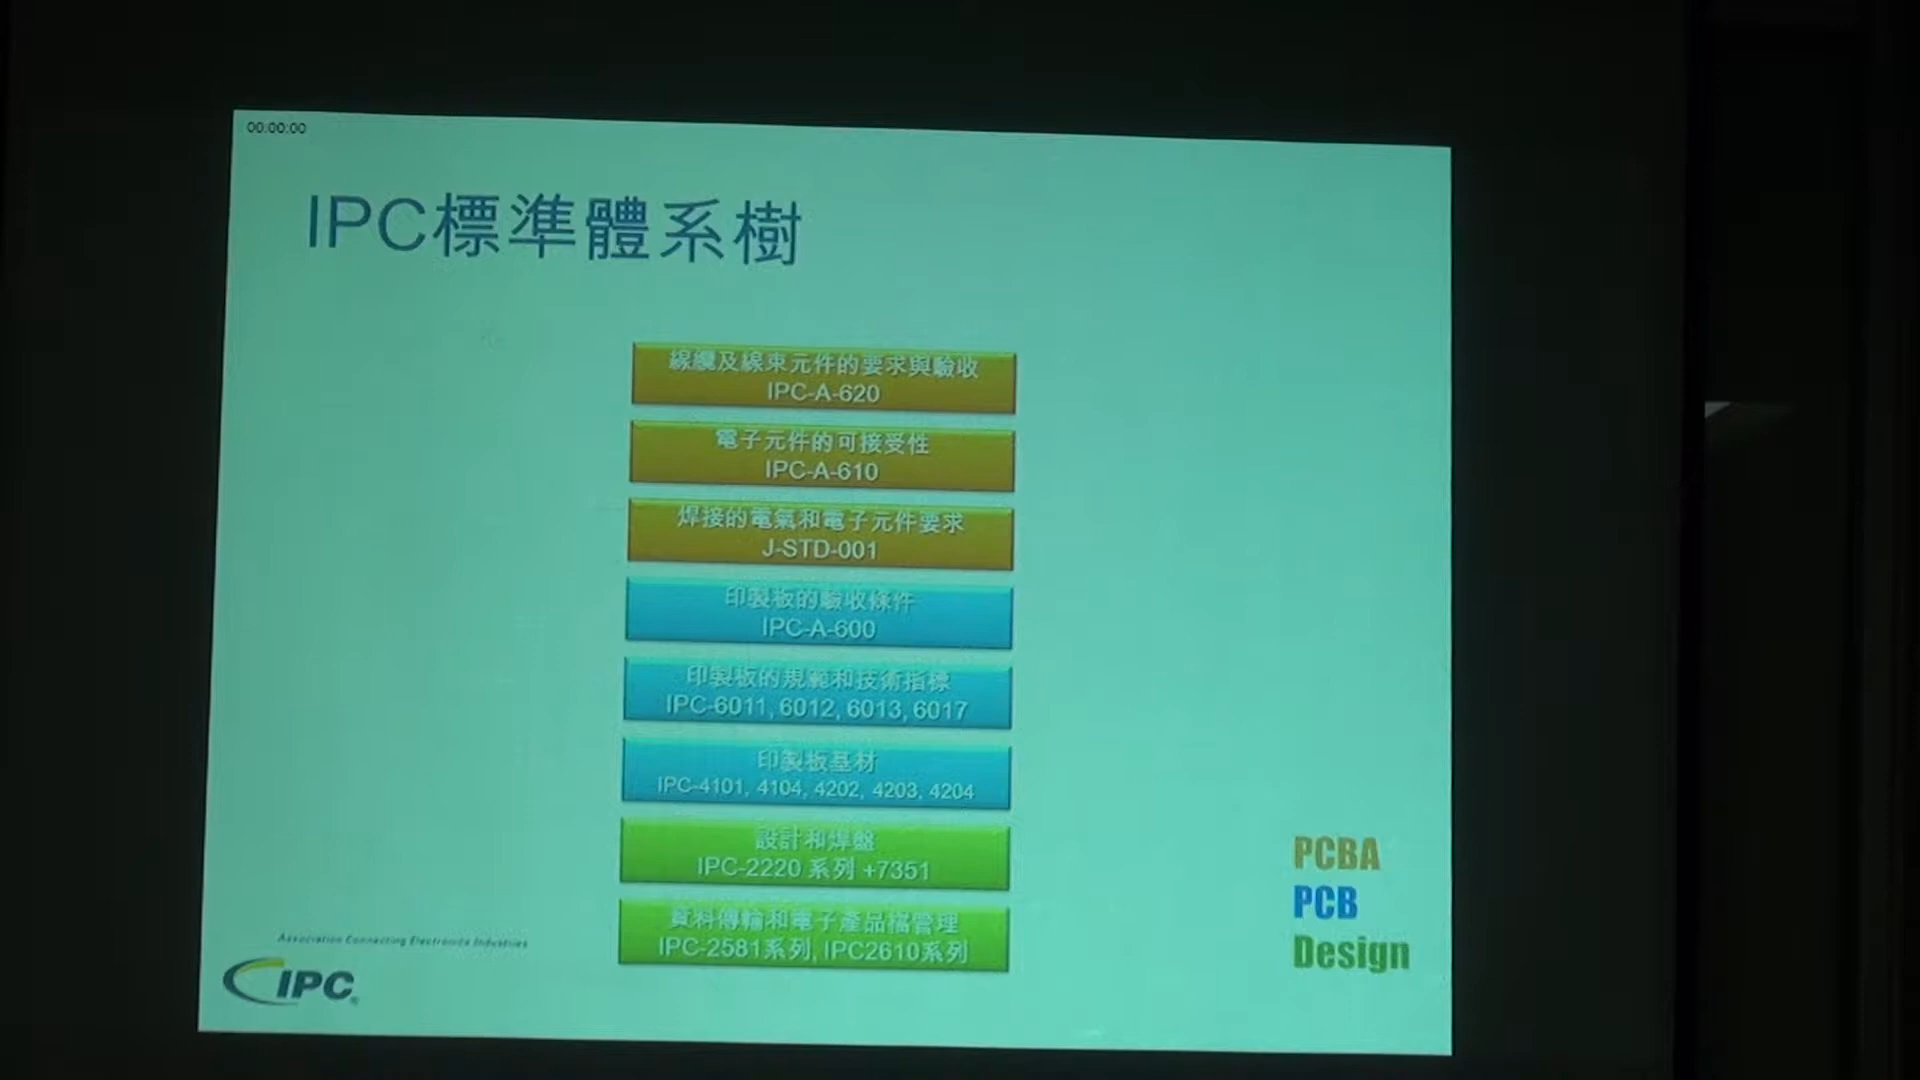 00:00:00
IPC標準體系樹
線纜及線束元件的要求與驗收
IPC-A-620
電子元件的可接受性
IPC-A-610
焊接的電氣和電子元件要求
J-STD-001
印製板的驗收條件
IPC-A-600
印製板的規範和技術指標
IPC-6011, 6012, 6013, 6017
印製板基材
IPC-4101, 4104, 4202, 4203, 4204
設計和焊盤
IPC-2220 系列 +7351
資料傳輸和電子產品檔管理
IPC-2581系列, IPC2610系列
PCBA
PCB
Design
Association Connecting Electronics Industries
IPC®